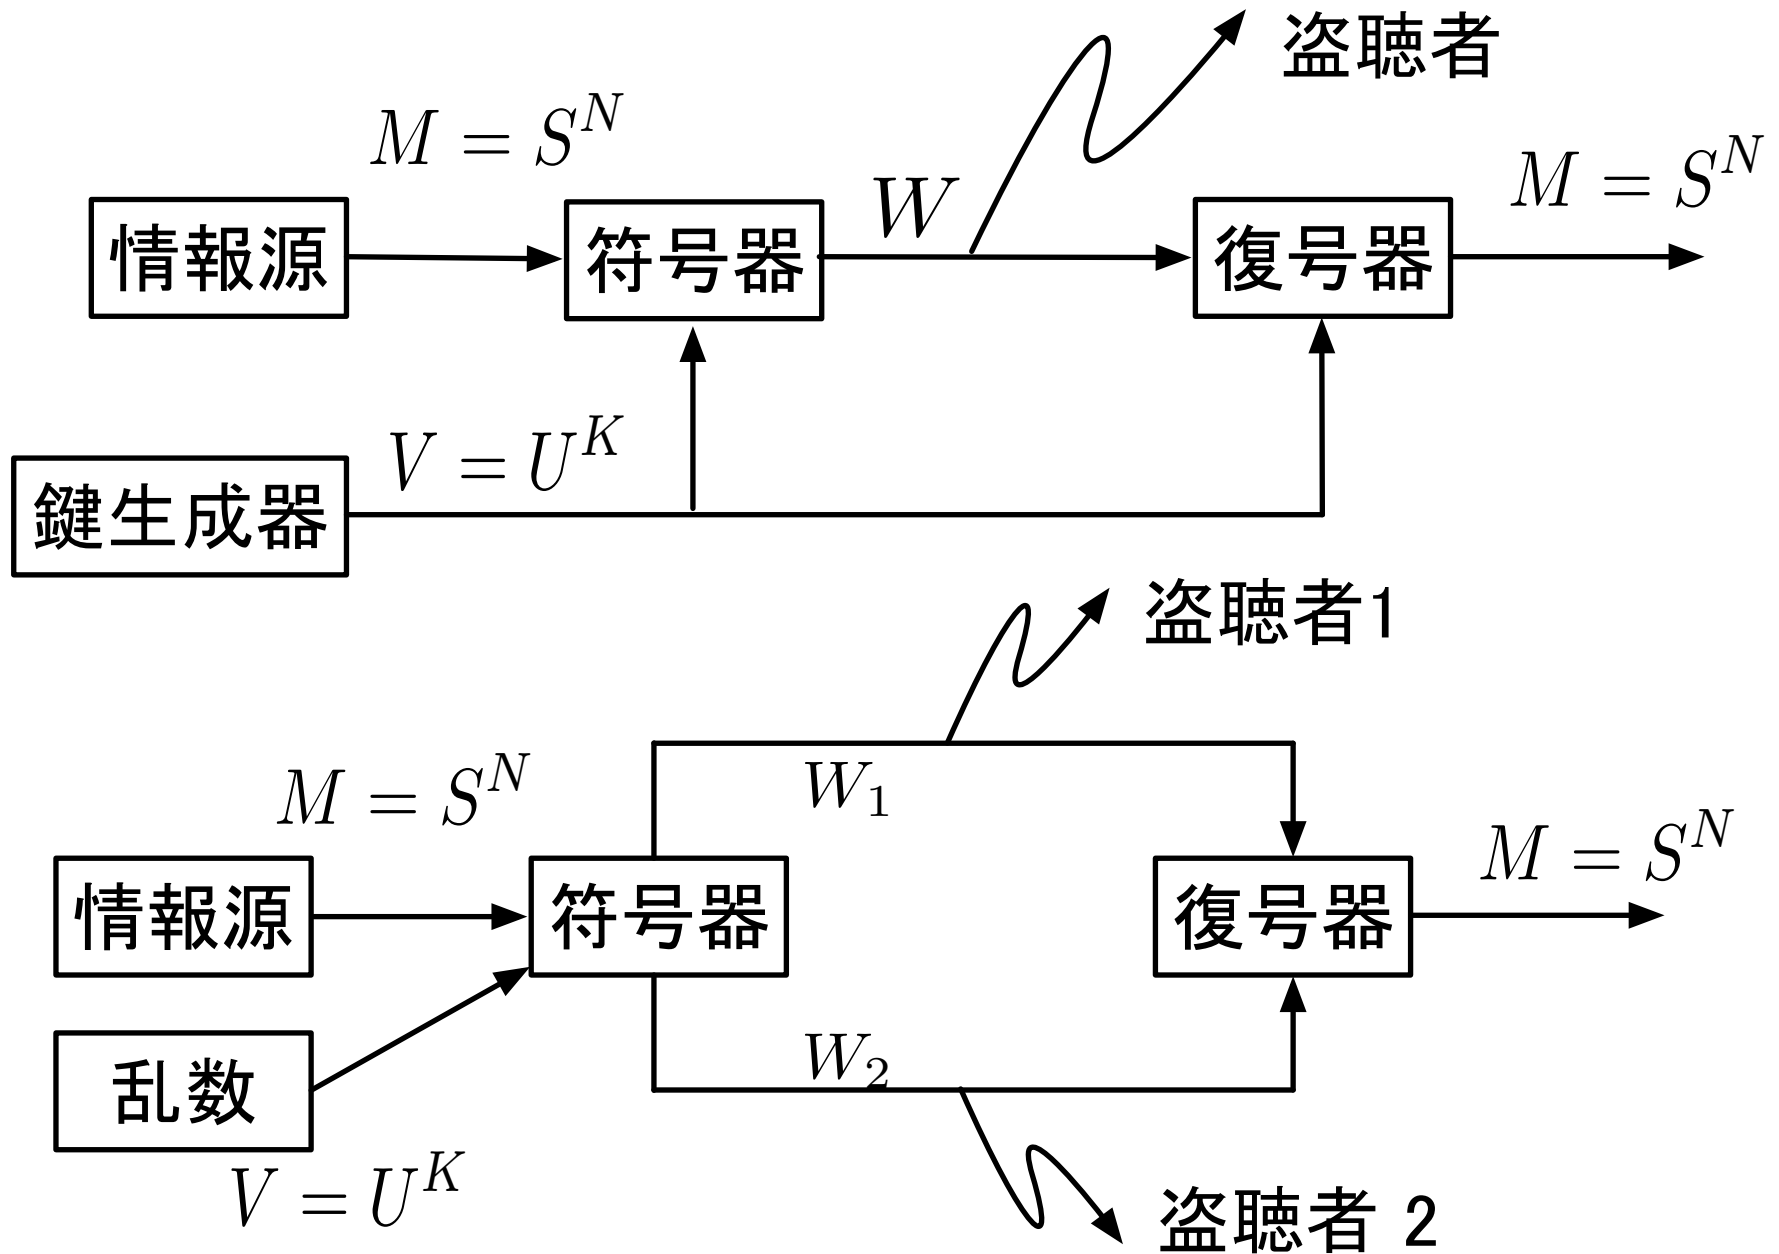 盗聴者
M = S^N
M = S^N
W
情報源
符号器
復号器
V = U^K
鍵生成器
盗聴者1
M = S^N
W_1
M = S^N
情報源
符号器
復号器
W_2
乱数
V = U^K
盗聴者 2